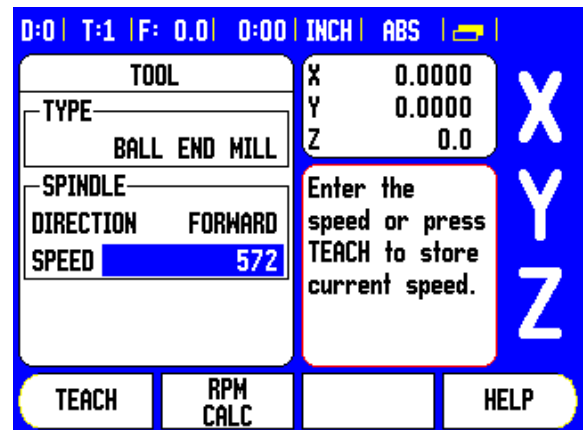 D:0 | T:1 | F: 0.0 | 0:00 | INCH | ABS |
TOOL
TYPE
BALL END MILL
SPINDLE
DIRECTION FORWARD
SPEED 572
X 0.0000
Y 0.0000
Z 0.0
Enter the
speed or press
TEACH to store
current speed.
X
Y
Z
TEACH
RPM
CALC
HELP